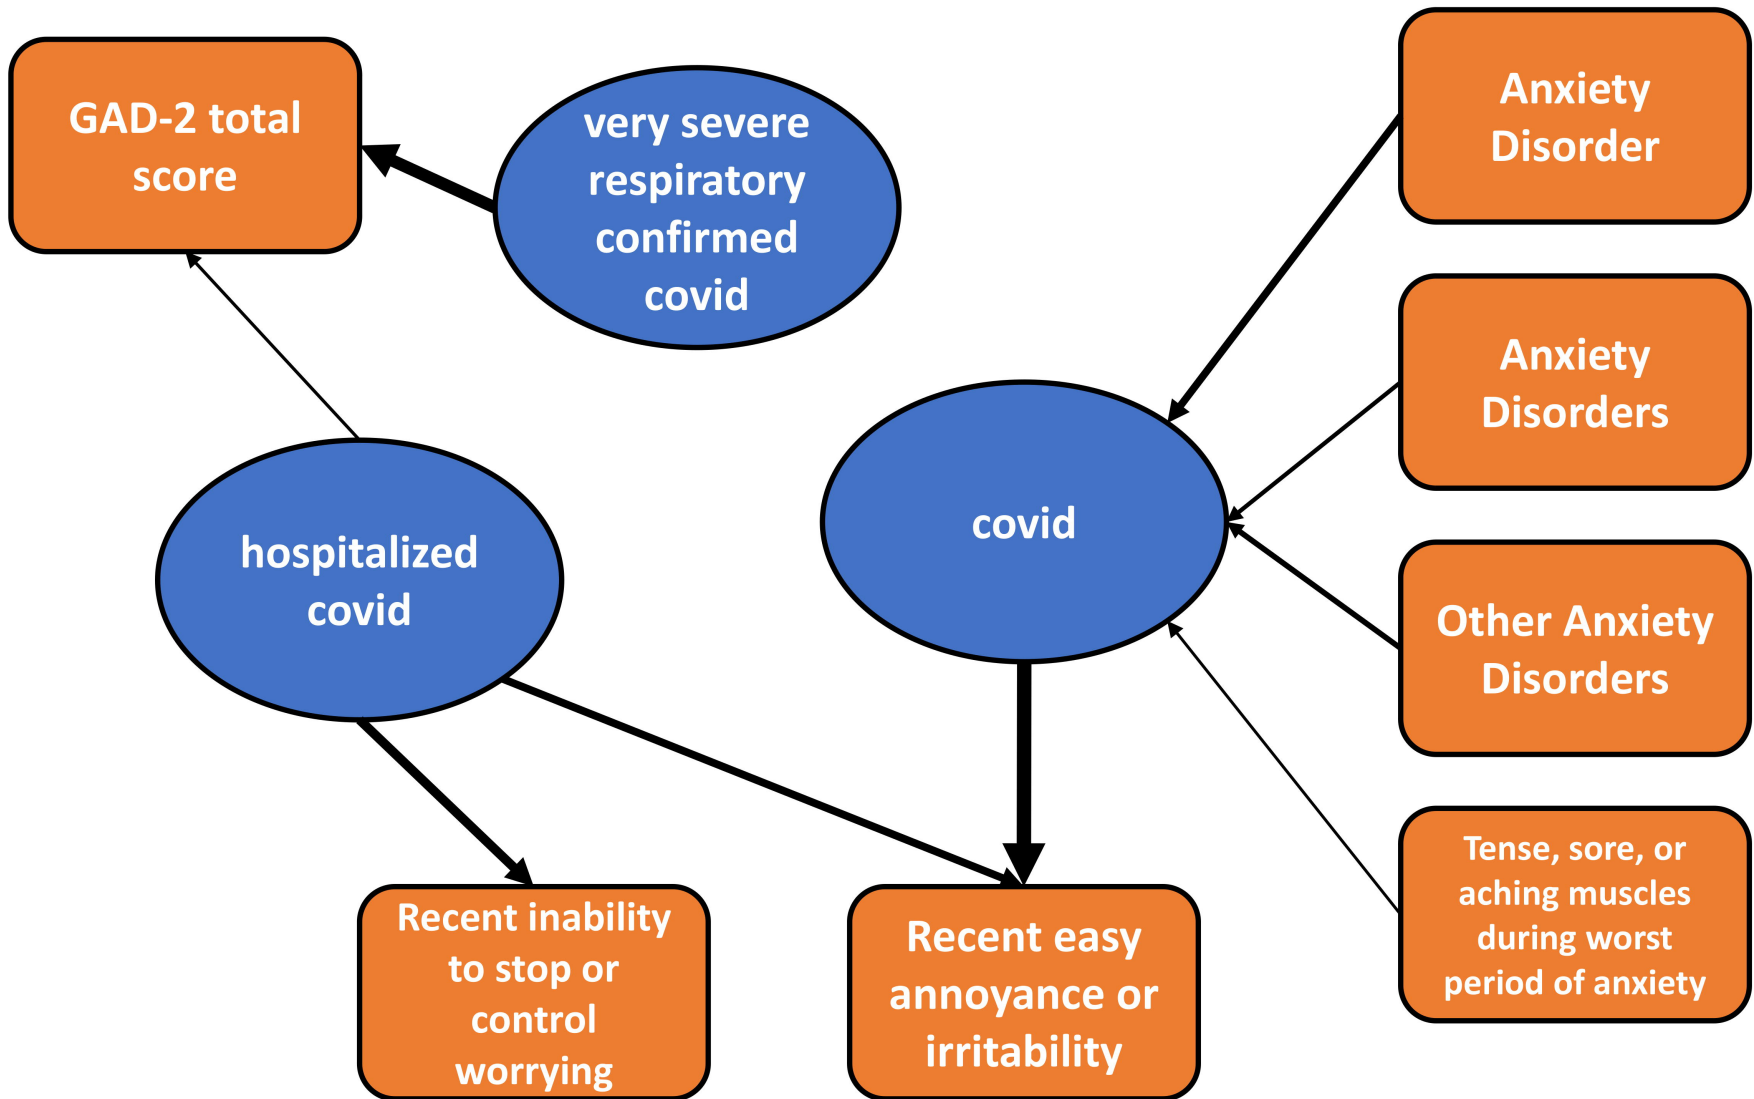 GAD-2 total
score
very severe
respiratory
confirmed
covid
Anxiety
Disorder
Anxiety
Disorders
covid
hospitalized
covid
Other Anxiety
Disorders
Tense, sore, or
aching muscles
during worst
period of anxiety
Recent inability
to stop or
control
worrying
Recent easy
annoyance or
irritability